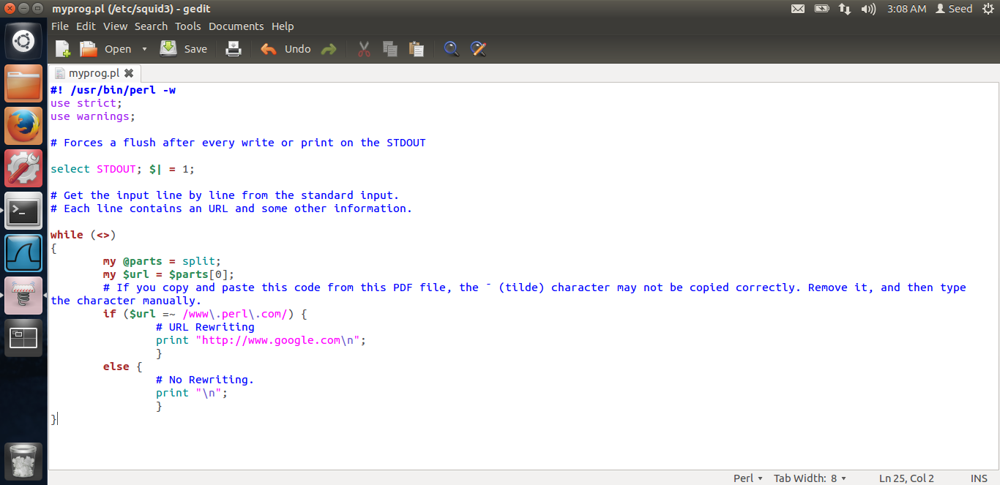 myprog.pl (/etc/squid3) - gedit
3:08 AM Seed
File Edit View Search Tools Documents Help
Open Save Undo
myprog.pl
#! /usr/bin/perl -w
use strict;
use warnings;
# Forces a flush after every write or print on the STDOUT
select STDOUT; $| = 1;
# Get the input line by line from the standard input.
# Each line contains an URL and some other information.
while (<>)
{
my @parts = split;
my $url = $parts[0];
# If you copy and paste this code from this PDF file, the ˜ (tilde) character may not be copied correctly. Remove it, and then type
the character manually.
if ($url =~ /www\.perl\.com/) {
# URL Rewriting
print "http://www.google.com\n";
}
else {
# No Rewriting.
print "\n";
}
}
Perl Tab Width: 8 Ln 25, Col 2 INS